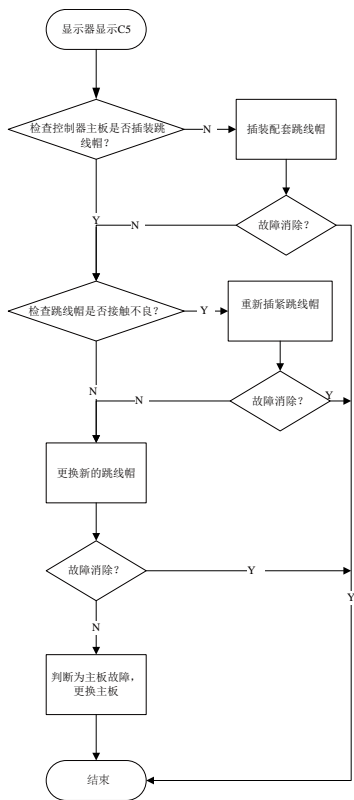 显示器显示C5
检查控制器主板是否插装跳
线帽？
N
插装配套跳线帽
Y
N
故障消除？
检查跳线帽是否接触不良？
Y
重新插紧跳线帽
N
N
故障消除？
Y
更换新的跳线帽
故障消除？
Y
Y
N
判断为主板故障，
更换主板
结束